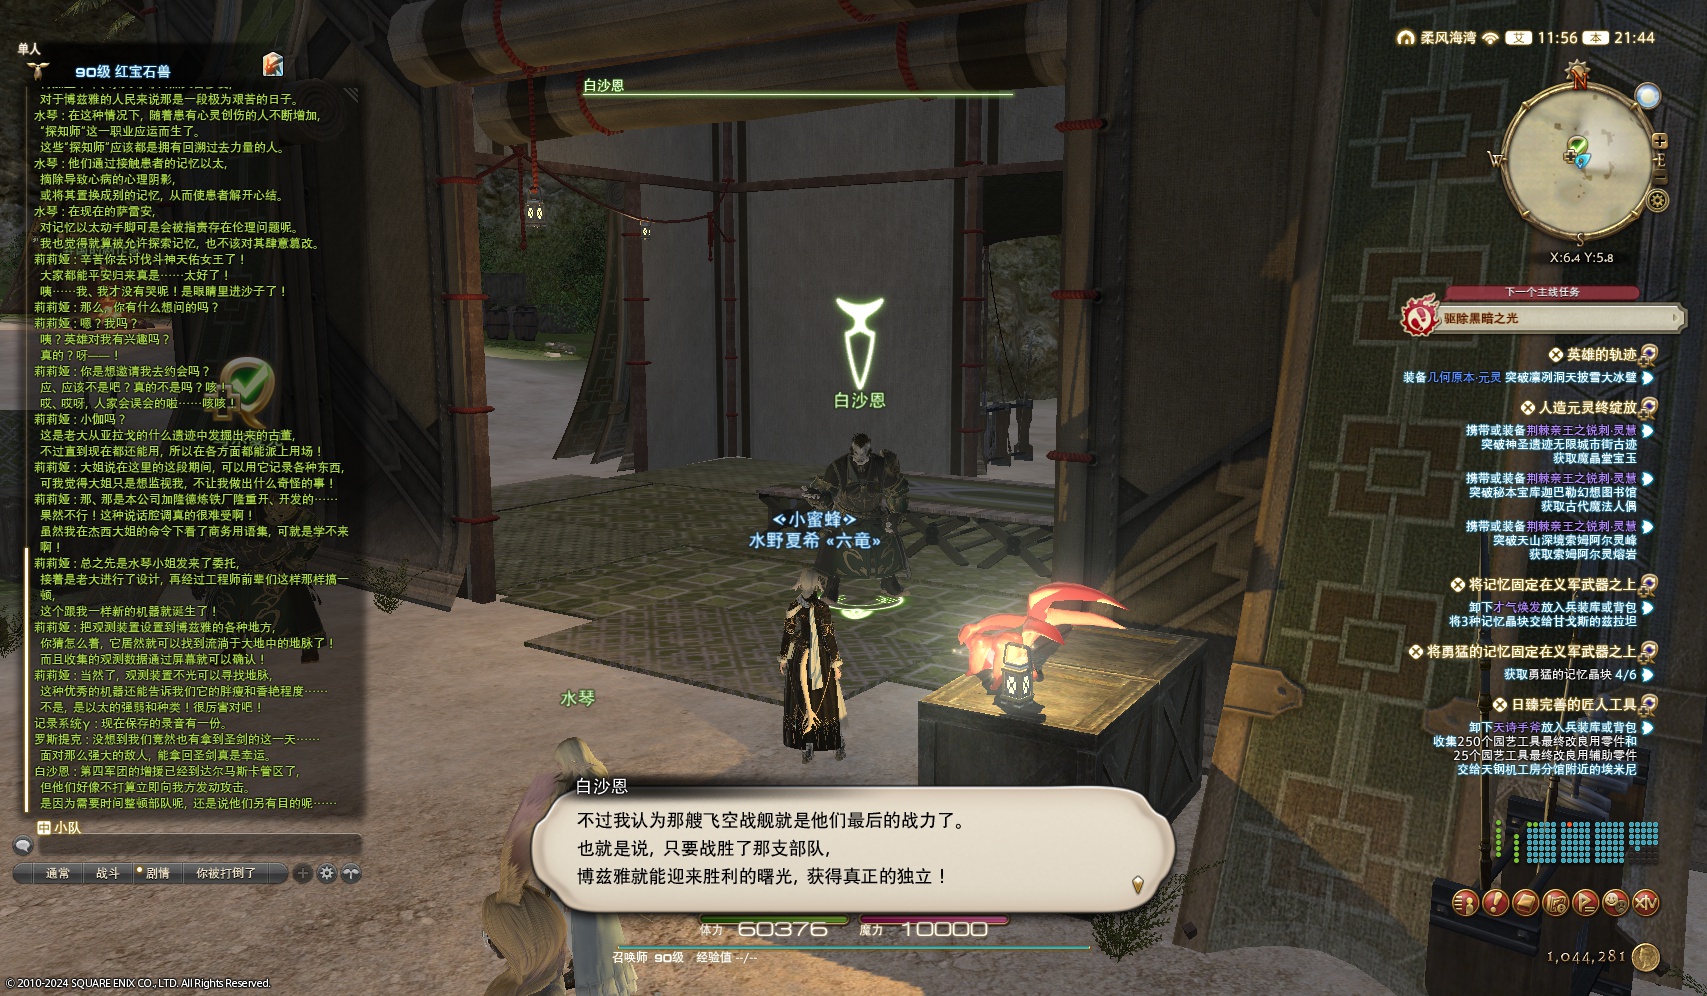 单人
90级 红宝石兽
对于博兹雅的人民来说那是一段极为艰苦的日子。
水琴：在这种情况下，随着患有心灵创伤的人不断增加，
“探知师”这一职业应运而生了。
这些“探知师”应该都是拥有回溯过去力量的人。
水琴：他们通过接触患者的记忆以太，
摘除导致心病的心理阴影，
或将其置换成别的记忆，从而使患者解开心结。
水琴：在现在的萨雷安，
对记忆以太动手脚可是会被指责存在伦理问题呢。
我也觉得就算被允许探索记忆，也不该对其肆意篡改。
莉莉娅：辛苦你去讨伐斗神天佑女王了！
大家都能平安归来真是……太好了！
咦……我、我才没有哭呢！是眼睛里进沙子了！
莉莉娅：那么，你有什么想问的吗？
莉莉娅：嗯？我吗？
咦？英雄对我有兴趣吗？
真的？呀——！
莉莉娅：你是想邀请我去约会吗？
应、应该不是吧？真的不是吗？咳！
哎、哎呀，人家会误会的啦……咳咳！
莉莉娅：小伽吗？
这是老大从亚拉戈的什么遗迹中发掘出来的古董，
不过直到现在都还能用，所以在各方面都能派上用场！
莉莉娅：大姐说在这里的这段期间，可以用它记录各种东西，
可我觉得大姐只是想监视我，不让我做出什么奇怪的事！
莉莉娅：那、那是本公司加隆德炼铁厂隆重开、开发的……
果然不行！这种说话腔调真的很难受啊！
虽然我在杰西大姐的命令下看了商务用语集，可就是学不来
啊！
莉莉娅：总之先是水琴小姐发来了委托，
接着是老大进行了设计，再经过工程师前辈们这样那样搞一
顿，
这个跟我一样新的机器就诞生了！
莉莉娅：把观测装置设置到博兹雅的各种地方，
你猜怎么着，它居然就可以找到流淌于大地中的地脉了！
而且收集的观测数据通过屏幕就可以确认！
莉莉娅：当然了，观测装置不光可以寻找地脉，
这种优秀的机器还能告诉我们它的胖瘦和香艳程度……
不是，是以太的强弱和种类！很厉害对吧！
记录系统γ：现在保存的录音有一份。
罗斯提克：没想到我们竟然也有拿到圣剑的这一天……
面对那么强大的敌人，能拿回圣剑真是幸运。
白沙恩：第四军团的增援已经到达尔马斯卡管区了，
但他们好像不打算立即向我方发动攻击。
是因为需要时间整顿部队呢，还是说他们另有目的呢……
小队
通常
战斗
剧情
你被打倒了
白沙恩
白沙恩
«小蜜蜂»
水野夏希 «六竜»
水琴
白沙恩
不过我认为那艘飞空战舰就是他们最后的战力了。
也就是说，只要战胜了那支部队，
博兹雅就能迎来胜利的曙光，获得真正的独立！
体力 60376 魔力 10000
召唤师 90级 经验值 --/--
柔风海湾 艾 11:56 本 21:44
N
W
E
S
X:6.4 Y:5.8
下一个主线任务
驱除黑暗之光
英雄的轨迹
装备几何原本·元灵 突破凛冽洞天披雪大冰壁
人造元灵终绽放
携带或装备荆棘亲王之锐刺·灵慧
突破神圣遗迹无限城市街古迹
获取魔晶堂宝玉
携带或装备荆棘亲王之锐刺·灵慧
突破秘本宝库迦巴勒幻想图书馆
获取古代魔法人偶
携带或装备荆棘亲王之锐刺·灵慧
突破天山深境索姆阿尔灵峰
获取索姆阿尔灵熔岩
将记忆固定在义军武器之上
卸下才气焕发放入兵装库或背包
将3种记忆晶块交给甘戈斯的兹拉坦
将勇猛的记忆固定在义军武器之上
获取勇猛的记忆晶块 4/6
日臻完善的匠人工具
卸下天诗手斧放入兵装库或背包
收集250个园艺工具最终改良用零件和
25个园艺工具最终改良用辅助零件
交给天钢机工房分馆附近的埃米尼
1,044,281
© 2010-2024 SQUARE ENIX CO., LTD. All Rights Reserved.